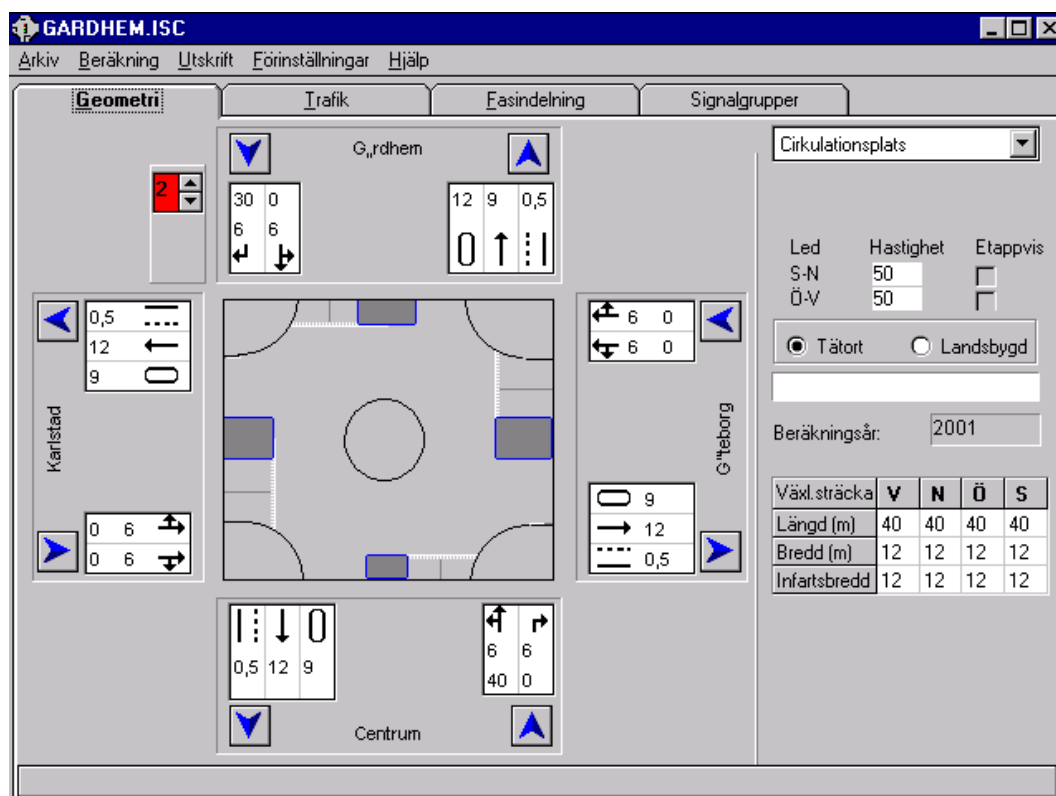 GARDHEM.ISC
Arkiv Beräkning Utskrift Förinställningar Hjälp
Geometri Trafik Fasindelning Signalgrupper
G„rdhem
Cirkulationsplats
2
30 0
6 6
12 9 0,5
Led Hastighet Etappvis
S-N 50
Ö-V 50
0,5
12
9
6 0
6 0
Tätort Landsbygd
Karlstad
G"teborg
Beräkningsår: 2001
9
12
0,5
0 6
0 6
Växl.sträcka V N Ö S
Längd (m) 40 40 40 40
Bredd (m) 12 12 12 12
Infartsbredd 12 12 12 12
0,5 12 9
6 6
40 0
Centrum